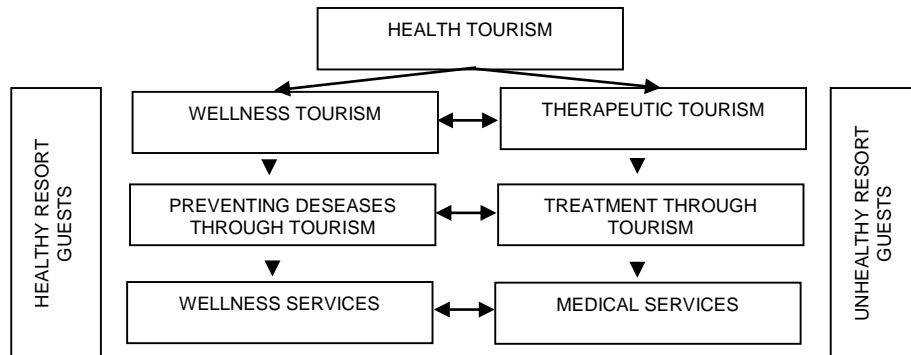 HEALTH TOURISM
HEALTHY RESORT
GUESTS
WELLNESS TOURISM
THERAPEUTIC TOURISM
PREVENTING DESEASES
THROUGH TOURISM
TREATMENT THROUGH
TOURISM
WELLNESS SERVICES
MEDICAL SERVICES
UNHEALTHY RESORT
GUESTS